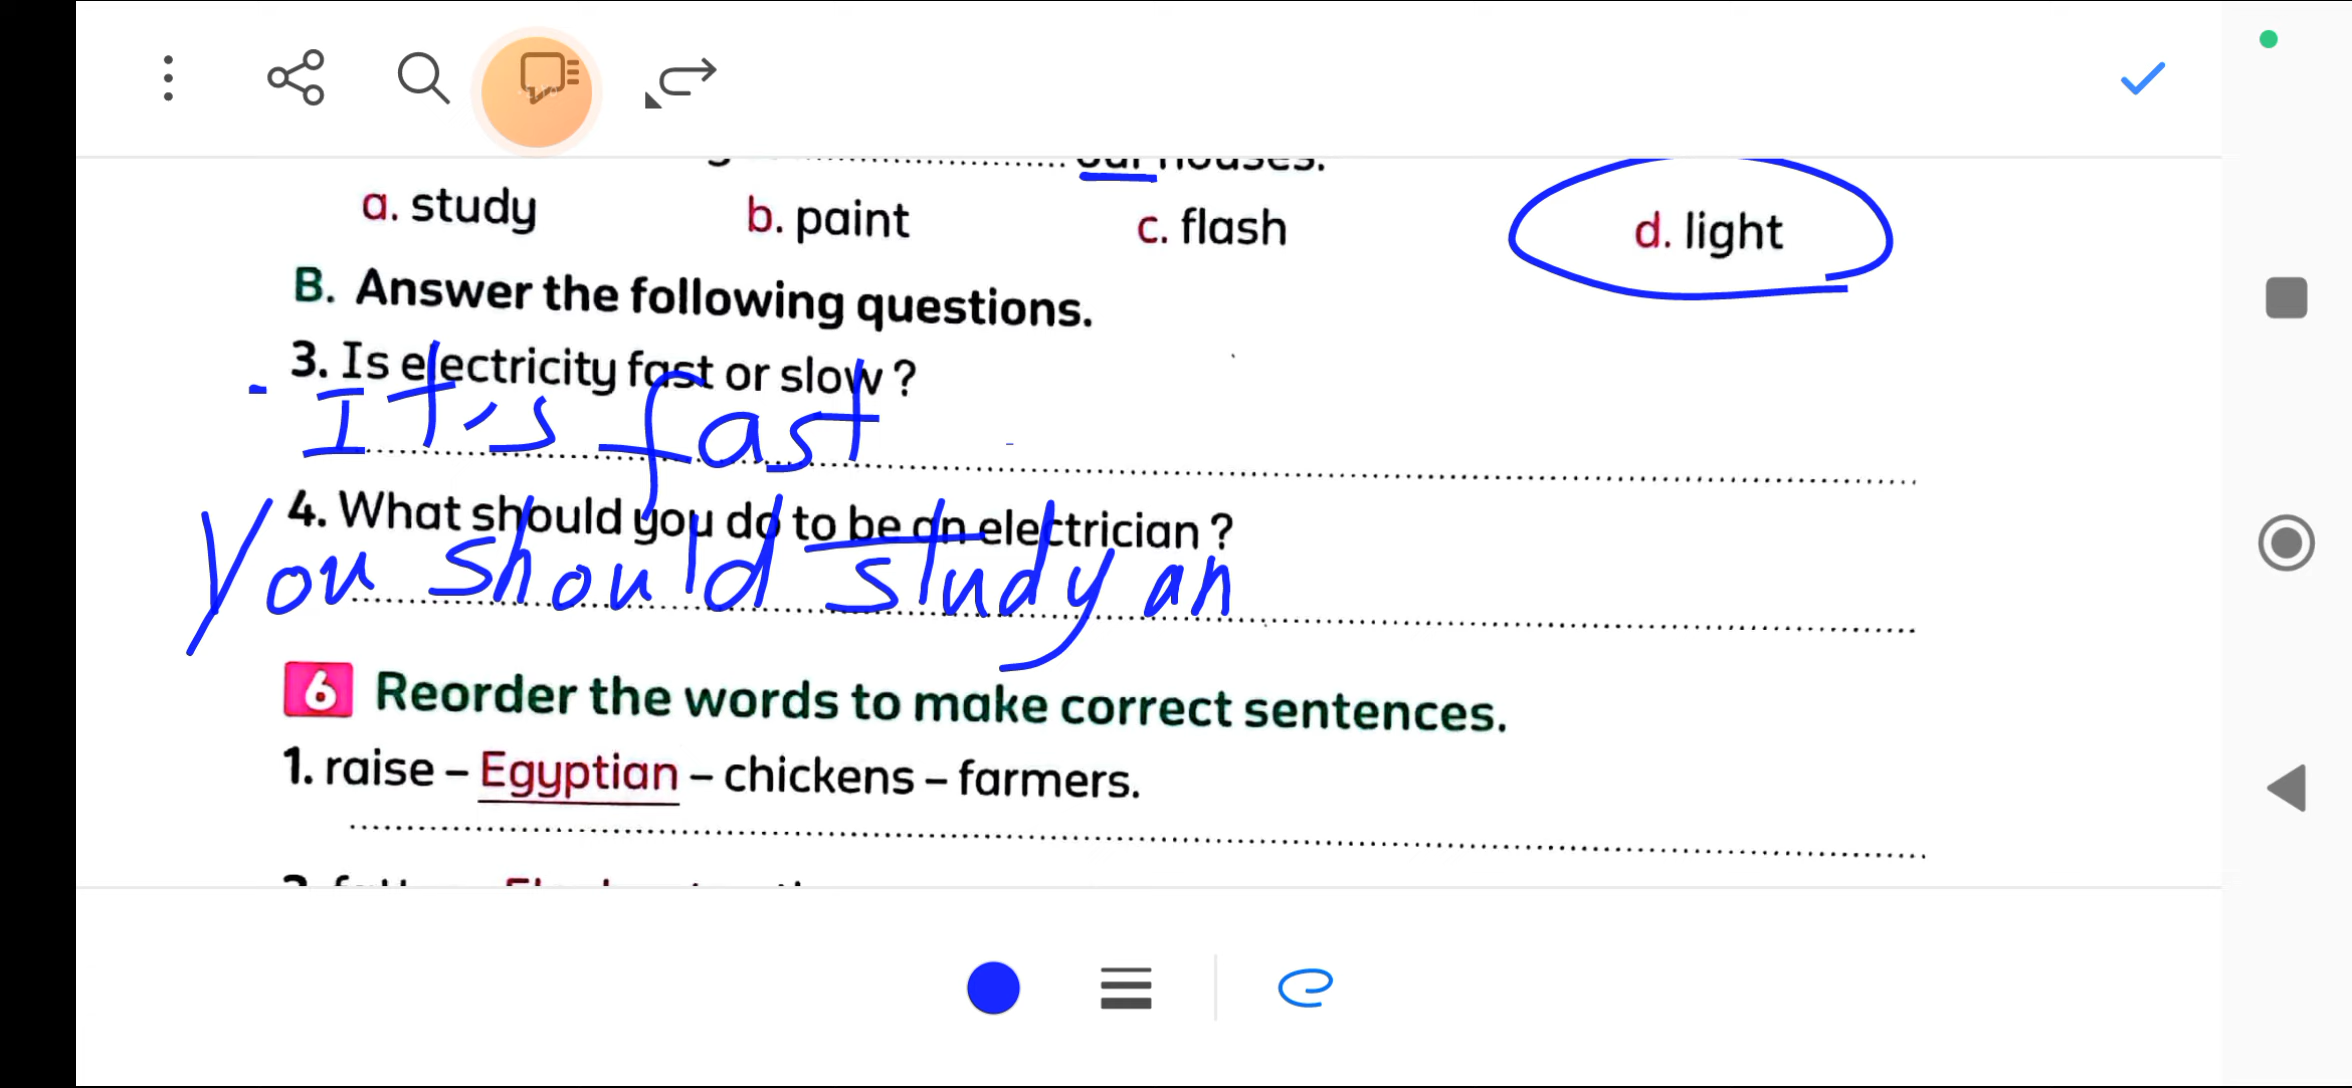 our houses.
a. study b. paint c. flash d. light
B. Answer the following questions.
3. Is electricity fast or slow ?
- It's fast
4. What should you do to be an electrician ?
You should study an
6 Reorder the words to make correct sentences.
1. raise – Egyptian – chickens – farmers.